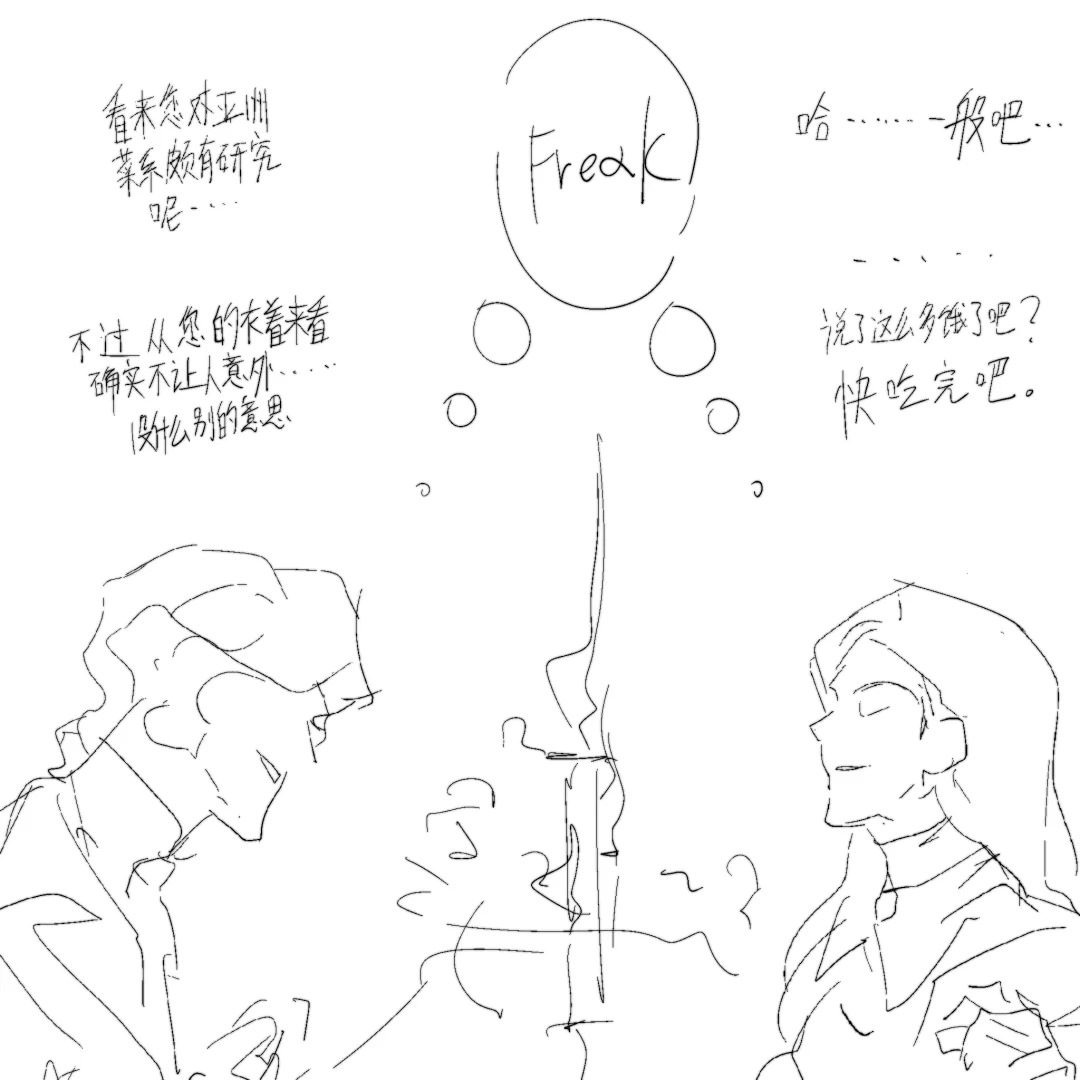 看来您对亚洲
菜系颇有研究
呢……
Freak
哈………一般吧…
不过从您的衣着来看
确实不让人意外……
没什么别的意思
……
说了这么多饿了吧？
快吃完吧。